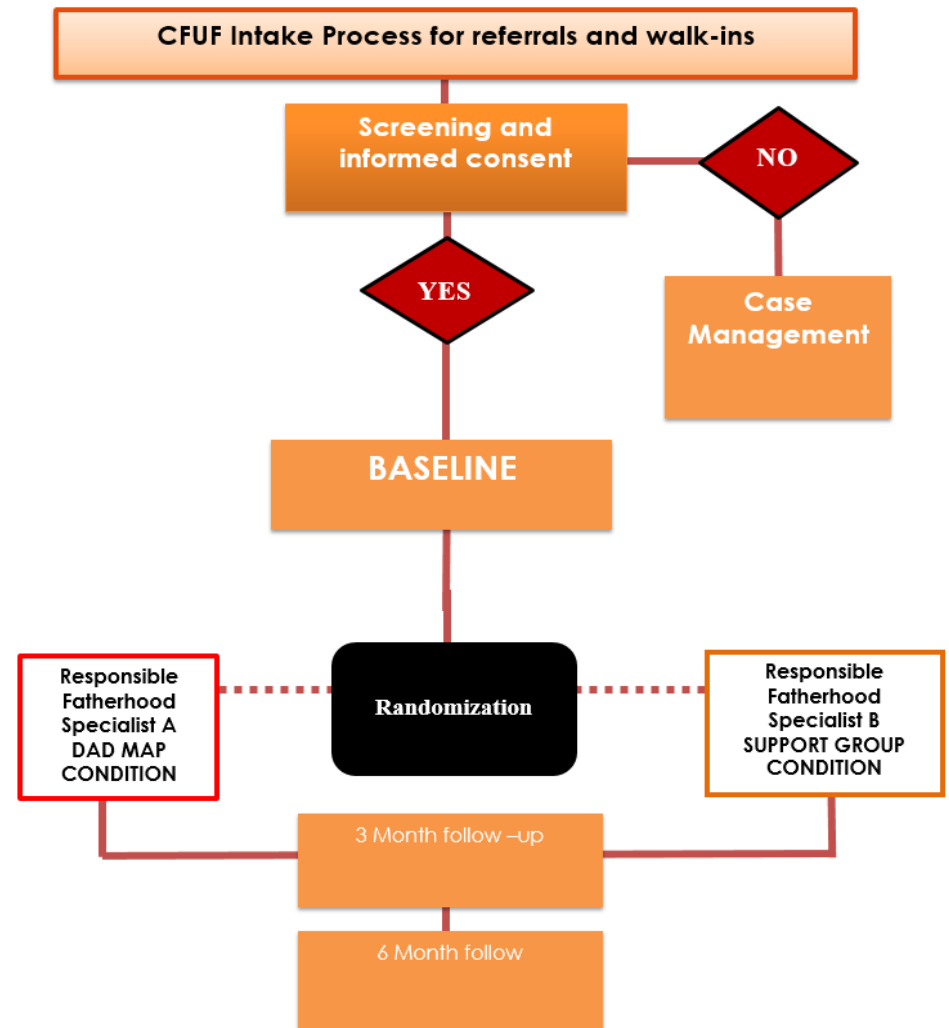 CFUF Intake Process for referrals and walk-ins
Screening and
informed consent
NO
YES
Case
Management
BASELINE
Responsible
Fatherhood
Specialist A
DAD MAP
CONDITION
Randomization
Responsible
Fatherhood
Specialist B
SUPPORT GROUP
CONDITION
3 Month follow –up
6 Month follow